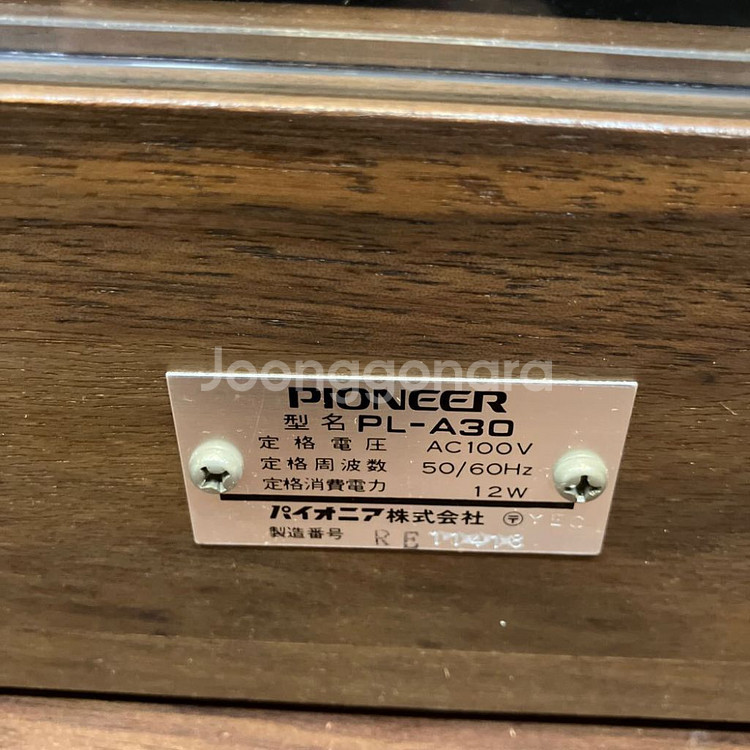 Joonggonara
PIONEER
型名 PL-A30
定格電圧 AC100V
定格周波数 50/60Hz
定格消費電力 12W
パイオニア株式会社 〒
製造番号 RE